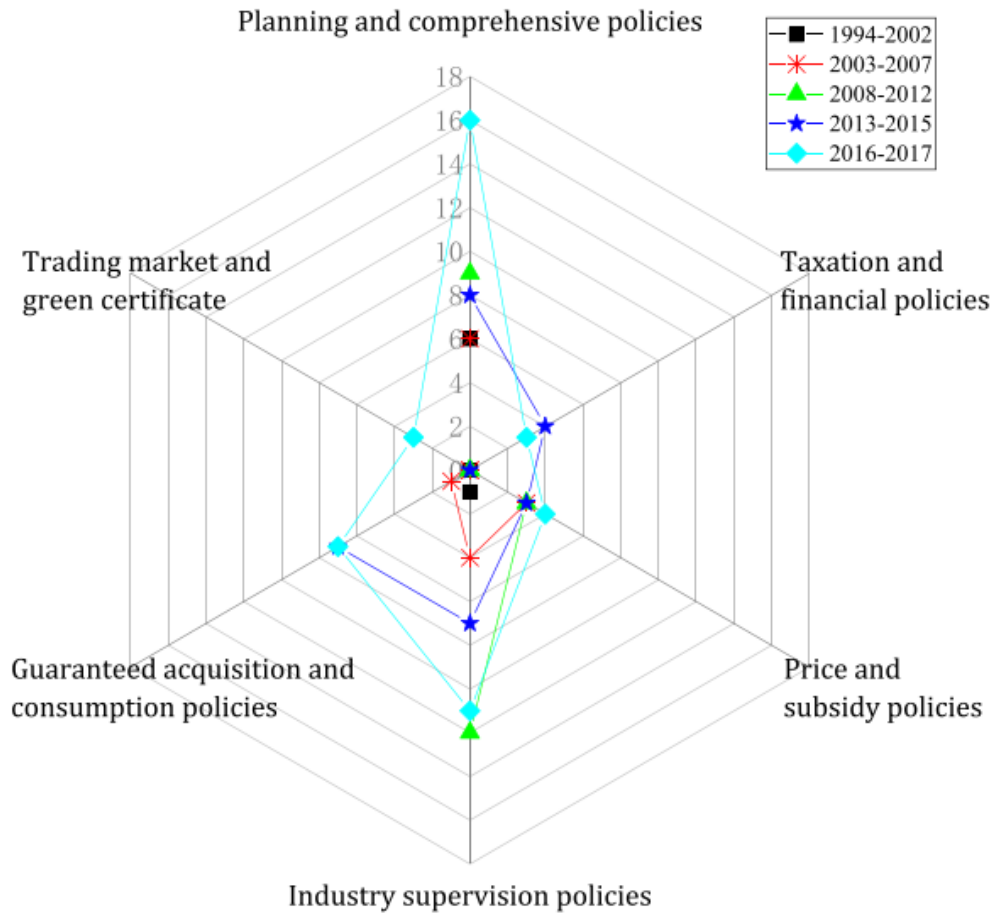 Planning and comprehensive policies
1994-2002
2003-2007
2008-2012
2013-2015
2016-2017
18
16
14
12
10
8
6
4
2
0
Trading market and
green certificate
Taxation and
financial policies
Guaranteed acquisition and
consumption policies
Price and
subsidy policies
Industry supervision policies